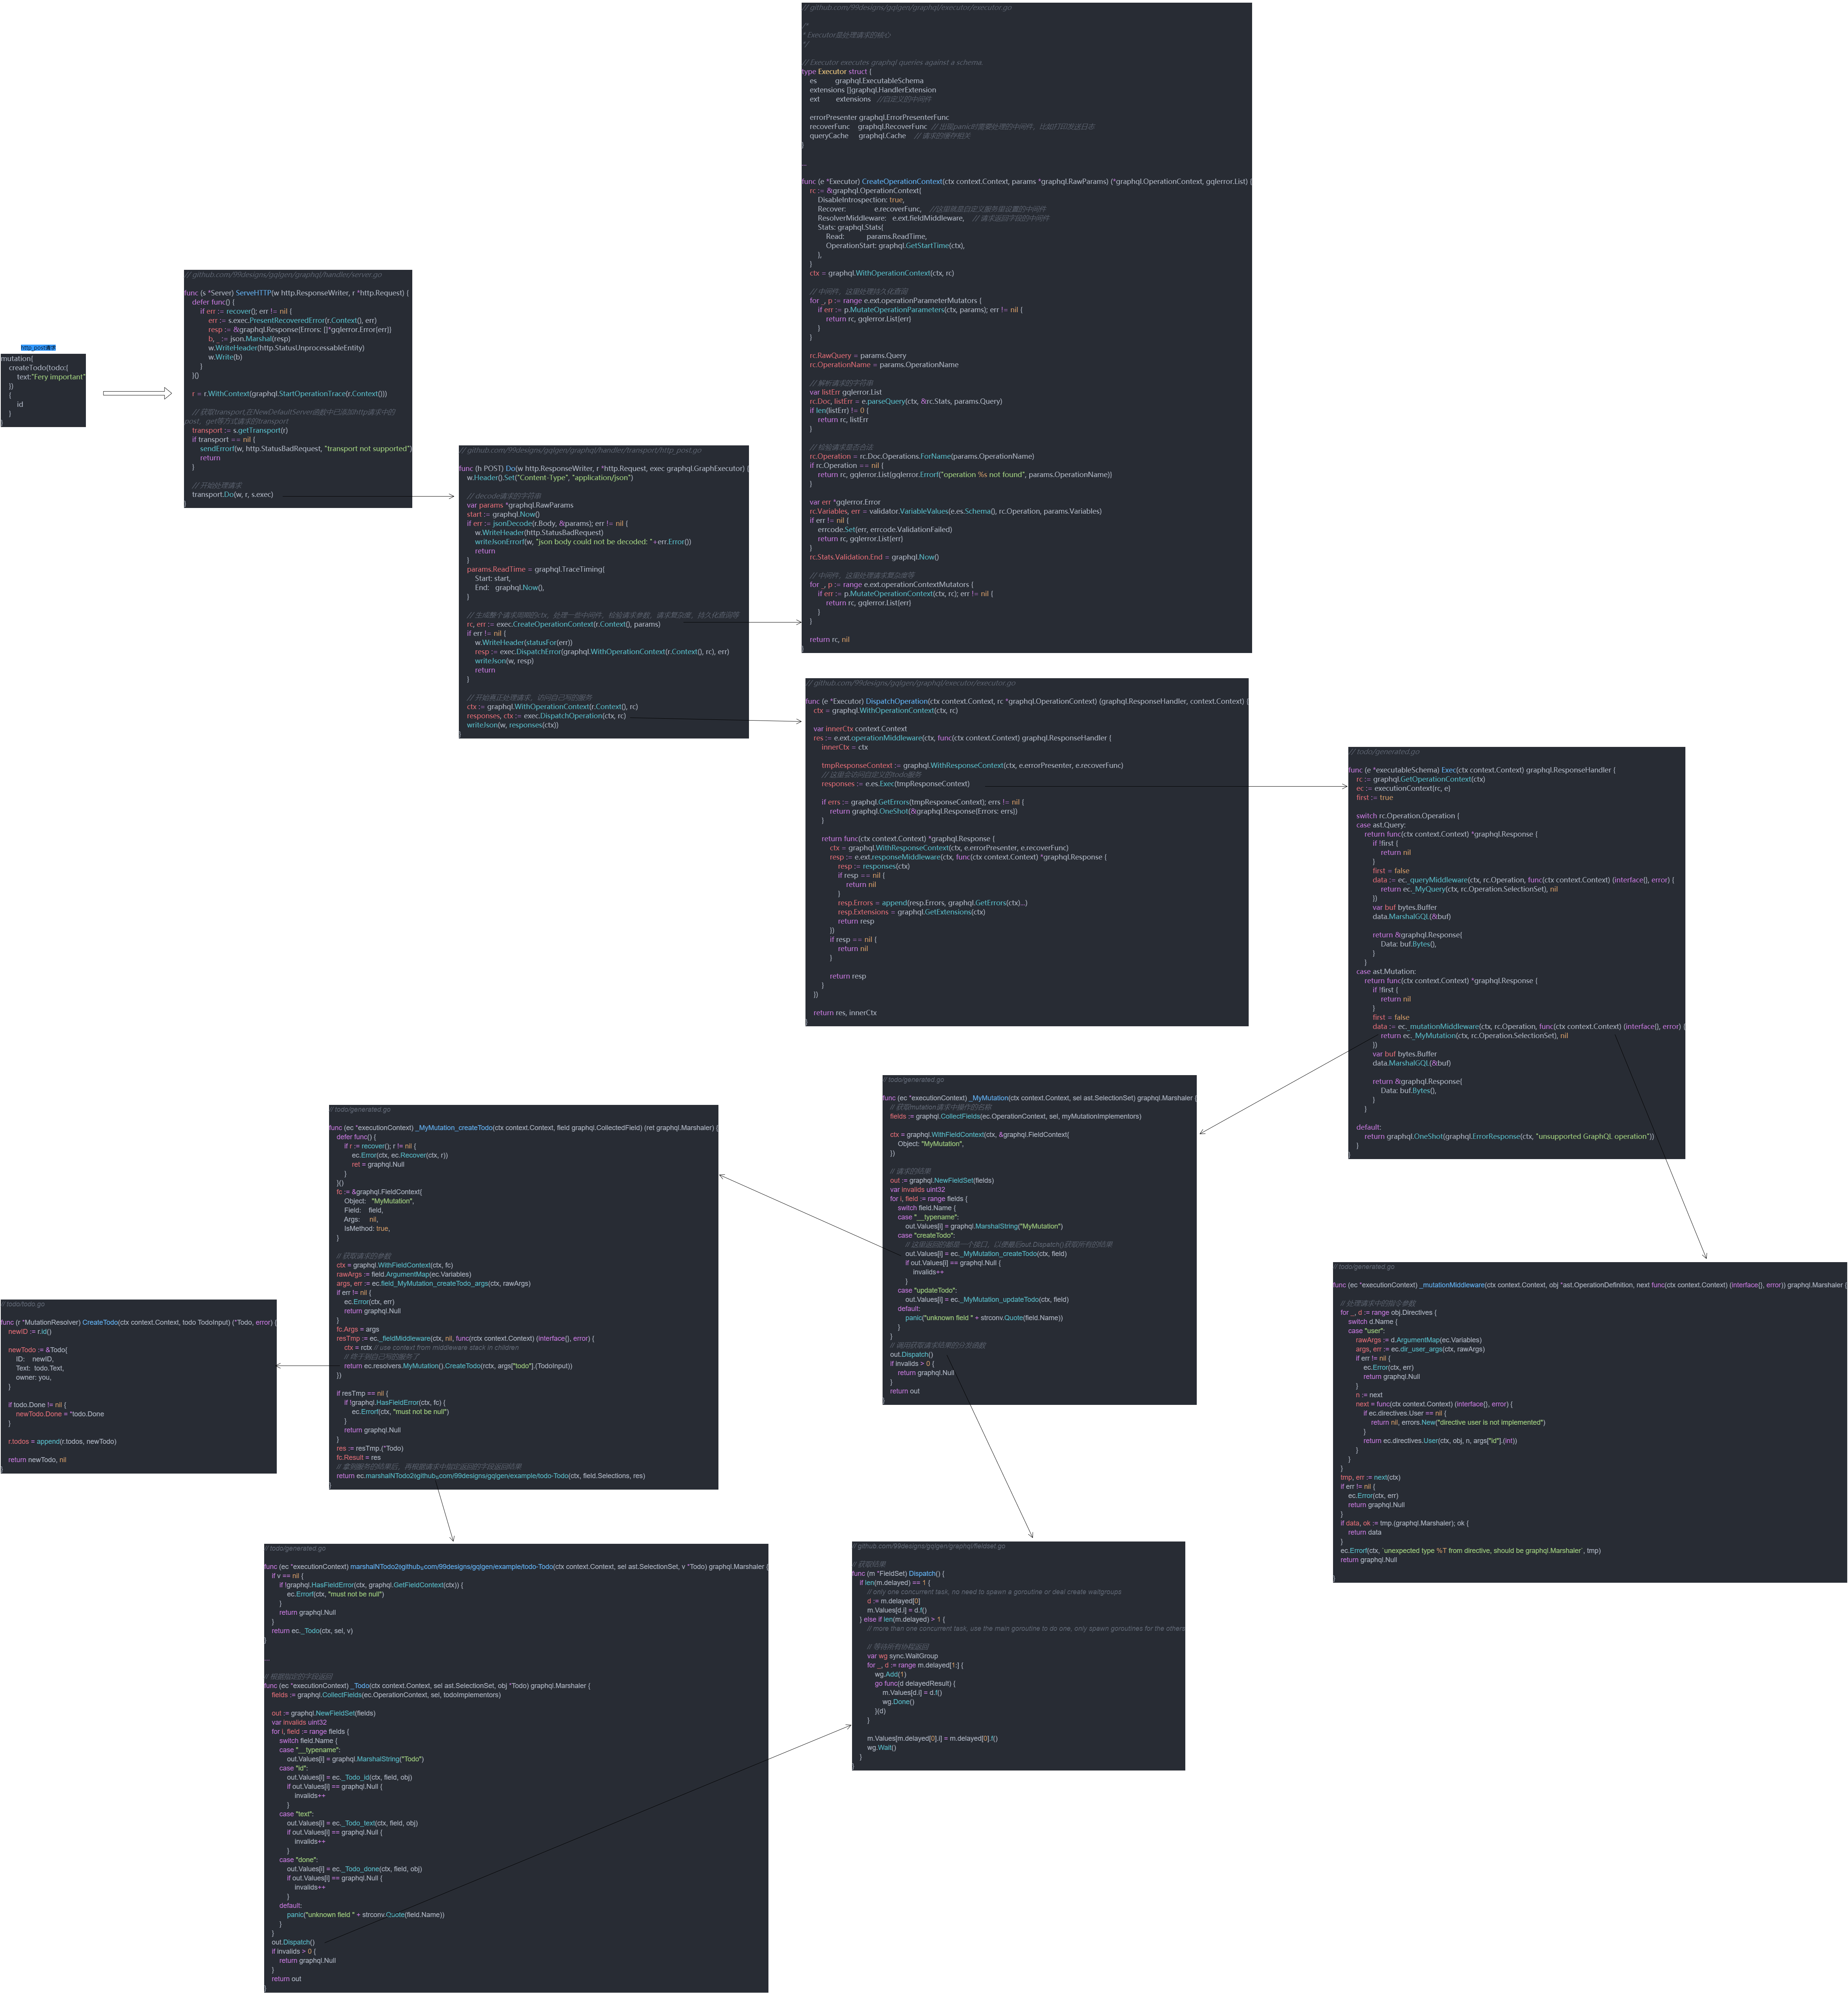 http_post请求
mutation{
createTodo(todo:{
text:"Fery important"
})
{
id
}
}
// github.com/99designs/gqlgen/graphql/handler/server.go
func (s *Server) ServeHTTP(w http.ResponseWriter, r *http.Request) {
defer func() {
if err := recover(); err != nil {
err := s.exec.PresentRecoveredError(r.Context(), err)
resp := &graphql.Response{Errors: []*gqlerror.Error{err}}
b, _ := json.Marshal(resp)
w.WriteHeader(http.StatusUnprocessableEntity)
w.Write(b)
}
}()
r = r.WithContext(graphql.StartOperationTrace(r.Context()))
// 获取transport,在NewDefaultServer函数中已添加http请求中的
post、get等方式请求的transport
transport := s.getTransport(r)
if transport == nil {
sendErrorf(w, http.StatusBadRequest, "transport not supported")
return
}
// 开始处理请求
transport.Do(w, r, s.exec)
}
// github.com/99designs/gqlgen/graphql/handler/transport/http_post.go
func (h POST) Do(w http.ResponseWriter, r *http.Request, exec graphql.GraphExecutor) {
w.Header().Set("Content-Type", "application/json")
// decode请求的字符串
var params *graphql.RawParams
start := graphql.Now()
if err := jsonDecode(r.Body, &params); err != nil {
w.WriteHeader(http.StatusBadRequest)
writeJsonErrorf(w, "json body could not be decoded: "+err.Error())
return
}
params.ReadTime = graphql.TraceTiming{
Start: start,
End: graphql.Now(),
}
// 生成整个请求周期的ctx、处理一些中间件、校验请求参数、请求复杂度、持久化查询等
rc, err := exec.CreateOperationContext(r.Context(), params)
if err != nil {
w.WriteHeader(statusFor(err))
resp := exec.DispatchError(graphql.WithOperationContext(r.Context(), rc), err)
writeJson(w, resp)
return
}
// 开始真正处理请求、访问自己写的服务
ctx := graphql.WithOperationContext(r.Context(), rc)
responses, ctx := exec.DispatchOperation(ctx, rc)
writeJson(w, responses(ctx))
}
// github.com/99designs/gqlgen/graphql/executor/executor.go
/*
* Executor是处理请求的核心
*/
// Executor executes graphql queries against a schema.
type Executor struct {
es graphql.ExecutableSchema
extensions []graphql.HandlerExtension
ext extensions //自定义的中间件
errorPresenter graphql.ErrorPresenterFunc
recoverFunc graphql.RecoverFunc // 出现panic时需要处理的中间件，比如打印发送日志
queryCache graphql.Cache // 请求的缓存相关
}
...
func (e *Executor) CreateOperationContext(ctx context.Context, params *graphql.RawParams) (*graphql.OperationContext, gqlerror.List) {
rc := &graphql.OperationContext{
DisableIntrospection: true,
Recover: e.recoverFunc, //这里就是自定义服务里设置的中间件
ResolverMiddleware: e.ext.fieldMiddleware, // 请求返回字段的中间件
Stats: graphql.Stats{
Read: params.ReadTime,
OperationStart: graphql.GetStartTime(ctx),
},
}
ctx = graphql.WithOperationContext(ctx, rc)
// 中间件，这里处理持久化查询
for _, p := range e.ext.operationParameterMutators {
if err := p.MutateOperationParameters(ctx, params); err != nil {
return rc, gqlerror.List{err}
}
}
rc.RawQuery = params.Query
rc.OperationName = params.OperationName
// 解析请求的字符串
var listErr gqlerror.List
rc.Doc, listErr = e.parseQuery(ctx, &rc.Stats, params.Query)
if len(listErr) != 0 {
return rc, listErr
}
// 校验请求是否合法
rc.Operation = rc.Doc.Operations.ForName(params.OperationName)
if rc.Operation == nil {
return rc, gqlerror.List{gqlerror.Errorf("operation %s not found", params.OperationName)}
}
var err *gqlerror.Error
rc.Variables, err = validator.VariableValues(e.es.Schema(), rc.Operation, params.Variables)
if err != nil {
errcode.Set(err, errcode.ValidationFailed)
return rc, gqlerror.List{err}
}
rc.Stats.Validation.End = graphql.Now()
// 中间件，这里处理请求复杂度等
for _, p := range e.ext.operationContextMutators {
if err := p.MutateOperationContext(ctx, rc); err != nil {
return rc, gqlerror.List{err}
}
}
return rc, nil
}
// github.com/99designs/gqlgen/graphql/executor/executor.go
func (e *Executor) DispatchOperation(ctx context.Context, rc *graphql.OperationContext) (graphql.ResponseHandler, context.Context) {
ctx = graphql.WithOperationContext(ctx, rc)
var innerCtx context.Context
res := e.ext.operationMiddleware(ctx, func(ctx context.Context) graphql.ResponseHandler {
innerCtx = ctx
tmpResponseContext := graphql.WithResponseContext(ctx, e.errorPresenter, e.recoverFunc)
// 这里会访问自定义的todo服务
responses := e.es.Exec(tmpResponseContext)
if errs := graphql.GetErrors(tmpResponseContext); errs != nil {
return graphql.OneShot(&graphql.Response{Errors: errs})
}
return func(ctx context.Context) *graphql.Response {
ctx = graphql.WithResponseContext(ctx, e.errorPresenter, e.recoverFunc)
resp := e.ext.responseMiddleware(ctx, func(ctx context.Context) *graphql.Response {
resp := responses(ctx)
if resp == nil {
return nil
}
resp.Errors = append(resp.Errors, graphql.GetErrors(ctx)...)
resp.Extensions = graphql.GetExtensions(ctx)
return resp
})
if resp == nil {
return nil
}
return resp
}
})
return res, innerCtx
}
// todo/generated.go
func (e *executableSchema) Exec(ctx context.Context) graphql.ResponseHandler {
rc := graphql.GetOperationContext(ctx)
ec := executionContext{rc, e}
first := true
switch rc.Operation.Operation {
case ast.Query:
return func(ctx context.Context) *graphql.Response {
if !first {
return nil
}
first = false
data := ec._queryMiddleware(ctx, rc.Operation, func(ctx context.Context) (interface{}, error) {
return ec._MyQuery(ctx, rc.Operation.SelectionSet), nil
})
var buf bytes.Buffer
data.MarshalGQL(&buf)
return &graphql.Response{
Data: buf.Bytes(),
}
}
case ast.Mutation:
return func(ctx context.Context) *graphql.Response {
if !first {
return nil
}
first = false
data := ec._mutationMiddleware(ctx, rc.Operation, func(ctx context.Context) (interface{}, error) {
return ec._MyMutation(ctx, rc.Operation.SelectionSet), nil
})
var buf bytes.Buffer
data.MarshalGQL(&buf)
return &graphql.Response{
Data: buf.Bytes(),
}
}
default:
return graphql.OneShot(graphql.ErrorResponse(ctx, "unsupported GraphQL operation"))
}
}
// todo/generated.go
func (ec *executionContext) _MyMutation(ctx context.Context, sel ast.SelectionSet) graphql.Marshaler {
// 获取mutation请求中操作的名称
fields := graphql.CollectFields(ec.OperationContext, sel, myMutationImplementors)
ctx = graphql.WithFieldContext(ctx, &graphql.FieldContext{
Object: "MyMutation",
})
// 请求的结果
out := graphql.NewFieldSet(fields)
var invalids uint32
for i, field := range fields {
switch field.Name {
case "__typename":
out.Values[i] = graphql.MarshalString("MyMutation")
case "createTodo":
// 这里返回的都是一个接口，以便最后out.Dispatch()获取所有的结果
out.Values[i] = ec._MyMutation_createTodo(ctx, field)
if out.Values[i] == graphql.Null {
invalids++
}
case "updateTodo":
out.Values[i] = ec._MyMutation_updateTodo(ctx, field)
default:
panic("unknown field " + strconv.Quote(field.Name))
}
}
// 调用获取请求结果的分发函数
out.Dispatch()
if invalids > 0 {
return graphql.Null
}
return out
}
// todo/generated.go
func (ec *executionContext) _MyMutation_createTodo(ctx context.Context, field graphql.CollectedField) (ret graphql.Marshaler) {
defer func() {
if r := recover(); r != nil {
ec.Error(ctx, ec.Recover(ctx, r))
ret = graphql.Null
}
}()
fc := &graphql.FieldContext{
Object: "MyMutation",
Field: field,
Args: nil,
IsMethod: true,
}
// 获取请求的参数
ctx = graphql.WithFieldContext(ctx, fc)
rawArgs := field.ArgumentMap(ec.Variables)
args, err := ec.field_MyMutation_createTodo_args(ctx, rawArgs)
if err != nil {
ec.Error(ctx, err)
return graphql.Null
}
fc.Args = args
resTmp := ec._fieldMiddleware(ctx, nil, func(rctx context.Context) (interface{}, error) {
ctx = rctx // use context from middleware stack in children
// 终于到自己写的服务了
return ec.resolvers.MyMutation().CreateTodo(rctx, args["todo"].(TodoInput))
})
if resTmp == nil {
if !graphql.HasFieldError(ctx, fc) {
ec.Errorf(ctx, "must not be null")
}
return graphql.Null
}
res := resTmp.(*Todo)
fc.Result = res
// 拿到服务的结果后，再根据请求中指定返回的字段返回结果
return ec.marshalNTodo2ᚖgithubᚗcom/99designs/gqlgen/example/todo-Todo(ctx, field.Selections, res)
}
// todo/todo.go
func (r *MutationResolver) CreateTodo(ctx context.Context, todo TodoInput) (*Todo, error) {
newID := r.id()
newTodo := &Todo{
ID: newID,
Text: todo.Text,
owner: you,
}
if todo.Done != nil {
newTodo.Done = *todo.Done
}
r.todos = append(r.todos, newTodo)
return newTodo, nil
}
// todo/generated.go
func (ec *executionContext) _mutationMiddleware(ctx context.Context, obj *ast.OperationDefinition, next func(ctx context.Context) (interface{}, error)) graphql.Marshaler {
// 处理请求中的指令参数
for _, d := range obj.Directives {
switch d.Name {
case "user":
rawArgs := d.ArgumentMap(ec.Variables)
args, err := ec.dir_user_args(ctx, rawArgs)
if err != nil {
ec.Error(ctx, err)
return graphql.Null
}
n := next
next = func(ctx context.Context) (interface{}, error) {
if ec.directives.User == nil {
return nil, errors.New("directive user is not implemented")
}
return ec.directives.User(ctx, obj, n, args["id"].(int))
}
}
}
tmp, err := next(ctx)
if err != nil {
ec.Error(ctx, err)
return graphql.Null
}
if data, ok := tmp.(graphql.Marshaler); ok {
return data
}
ec.Errorf(ctx, `unexpected type %T from directive, should be graphql.Marshaler`, tmp)
return graphql.Null
}
// todo/generated.go
func (ec *executionContext) marshalNTodo2ᚖgithubᚗcom/99designs/gqlgen/example/todo-Todo(ctx context.Context, sel ast.SelectionSet, v *Todo) graphql.Marshaler {
if v == nil {
if !graphql.HasFieldError(ctx, graphql.GetFieldContext(ctx)) {
ec.Errorf(ctx, "must not be null")
}
return graphql.Null
}
return ec._Todo(ctx, sel, v)
}
...
// 根据指定的字段返回
func (ec *executionContext) _Todo(ctx context.Context, sel ast.SelectionSet, obj *Todo) graphql.Marshaler {
fields := graphql.CollectFields(ec.OperationContext, sel, todoImplementors)
out := graphql.NewFieldSet(fields)
var invalids uint32
for i, field := range fields {
switch field.Name {
case "__typename":
out.Values[i] = graphql.MarshalString("Todo")
case "id":
out.Values[i] = ec._Todo_id(ctx, field, obj)
if out.Values[i] == graphql.Null {
invalids++
}
case "text":
out.Values[i] = ec._Todo_text(ctx, field, obj)
if out.Values[i] == graphql.Null {
invalids++
}
case "done":
out.Values[i] = ec._Todo_done(ctx, field, obj)
if out.Values[i] == graphql.Null {
invalids++
}
default:
panic("unknown field " + strconv.Quote(field.Name))
}
}
out.Dispatch()
if invalids > 0 {
return graphql.Null
}
return out
}
// github.com/99designs/gqlgen/graphql/fieldset.go
// 获取结果
func (m *FieldSet) Dispatch() {
if len(m.delayed) == 1 {
// only one concurrent task, no need to spawn a goroutine or deal create waitgroups
d := m.delayed[0]
m.Values[d.i] = d.f()
} else if len(m.delayed) > 1 {
// more than one concurrent task, use the main goroutine to do one, only spawn goroutines for the others
// 等待所有协程返回
var wg sync.WaitGroup
for _, d := range m.delayed[1:] {
wg.Add(1)
go func(d delayedResult) {
m.Values[d.i] = d.f()
wg.Done()
}(d)
}
m.Values[m.delayed[0].i] = m.delayed[0].f()
wg.Wait()
}
}